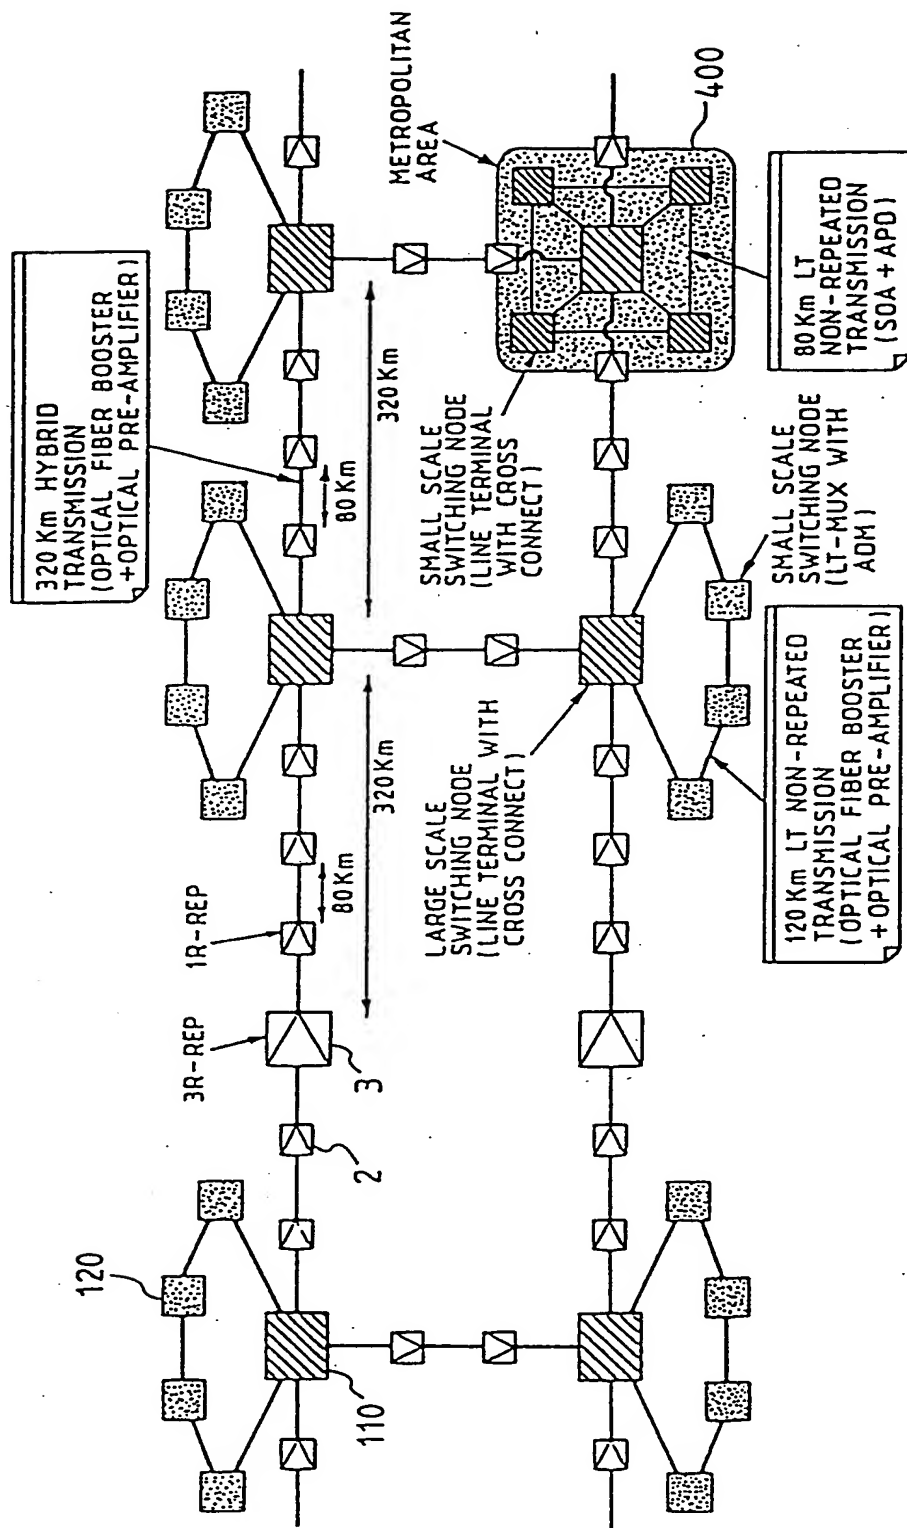 320 Km HYBRID
TRANSMISSION
(OPTICAL FIBER BOOSTER
+OPTICAL PRE-AMPLIFIER)
120
3R-REP
1R-REP
80 Km
80 Km
320 Km
320 Km
METROPOLITAN
AREA
110
2
3
LARGE SCALE
SWITCHING NODE
(LINE TERMINAL WITH
CROSS CONNECT)
SMALL SCALE
SWITCHING NODE
(LINE TERMINAL
WITH CROSS
CONNECT)
400
120 Km LT NON-REPEATED
TRANSMISSION
(OPTICAL FIBER BOOSTER
+ OPTICAL PRE-AMPLIFIER)
SMALL SCALE
SWITCHING NODE
(LT-MUX WITH
ADM)
80 Km LT
NON-REPEATED
TRANSMISSION
(SOA + APD)